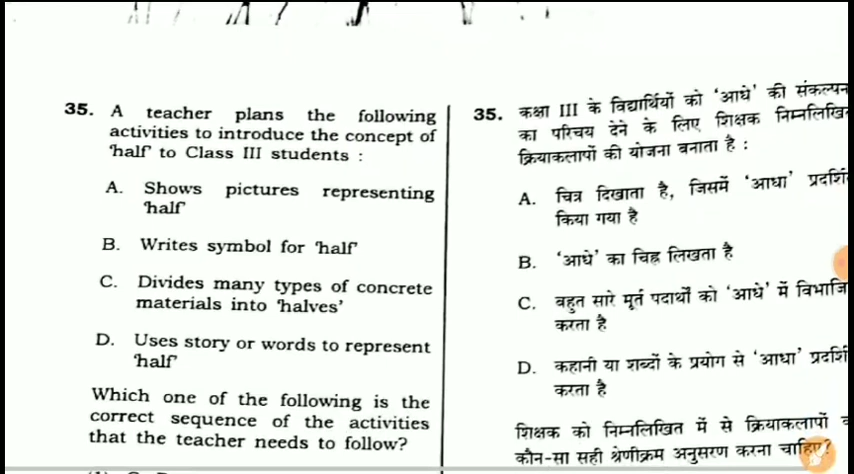 35. A teacher plans the following
activities to introduce the concept of
'half' to Class III students :
A. Shows pictures representing
'half'
B. Writes symbol for 'half'
C. Divides many types of concrete
materials into 'halves'
D. Uses story or words to represent
'half'
Which one of the following is the
correct sequence of the activities
that the teacher needs to follow?
35. कक्षा III के विद्यार्थियों को 'आधे' की
का परिचय देने के लिए शिक्षक
क्रियाकलापों की योजना बनाता है :
A. चित्र दिखाता है, जिसमें 'आधा'
किया गया है
B. 'आधे' का चिह्न लिखता है
C. बहुत सारे मूर्त पदार्थों को 'आधे' में
करता है
D. कहानी या शब्दों के प्रयोग से 'आधा'
करता है
शिक्षक को निम्नलिखित में से क्रियाकलापों
कौन-सा सही श्रेणीक्रम अनुसरण करना चाहिए?